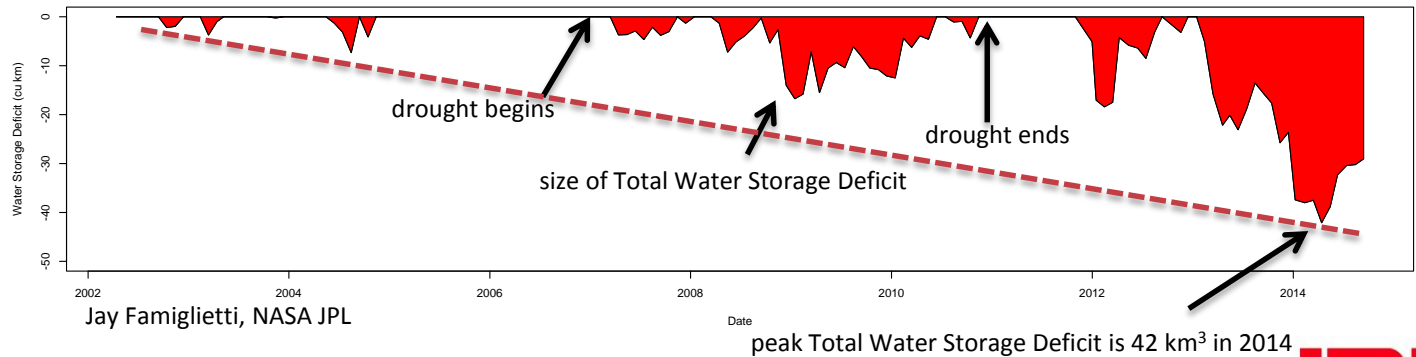 Water Storage Deficit (cu km)
0
-10
-20
-30
-40
-50
drought begins
drought ends
size of Total Water Storage Deficit
2002 2004 2006 2008 2010 2012 2014
Jay Famiglietti, NASA JPL
Date
peak Total Water Storage Deficit is 42 km³ in 2014